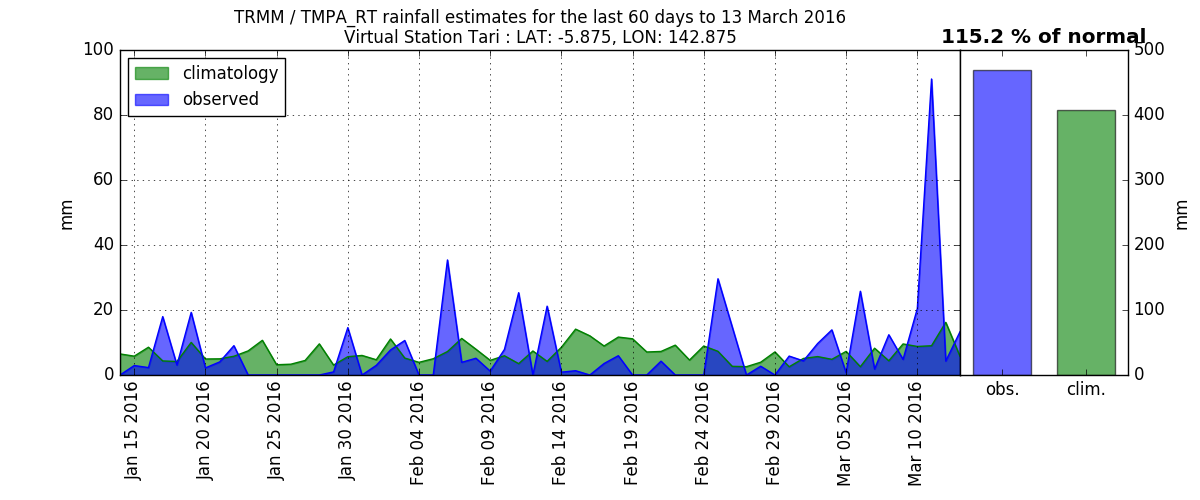 TRMM / TMPA_RT rainfall estimates for the last 60 days to 13 March 2016
Virtual Station Tari : LAT: -5.875, LON: 142.875
115.2 % of normal
climatology
observed
100
80
60
40
20
0
mm
500
400
300
200
100
0
mm
Jan 15 2016
Jan 20 2016
Jan 25 2016
Jan 30 2016
Feb 04 2016
Feb 09 2016
Feb 14 2016
Feb 19 2016
Feb 24 2016
Feb 29 2016
Mar 05 2016
Mar 10 2016
obs.
clim.